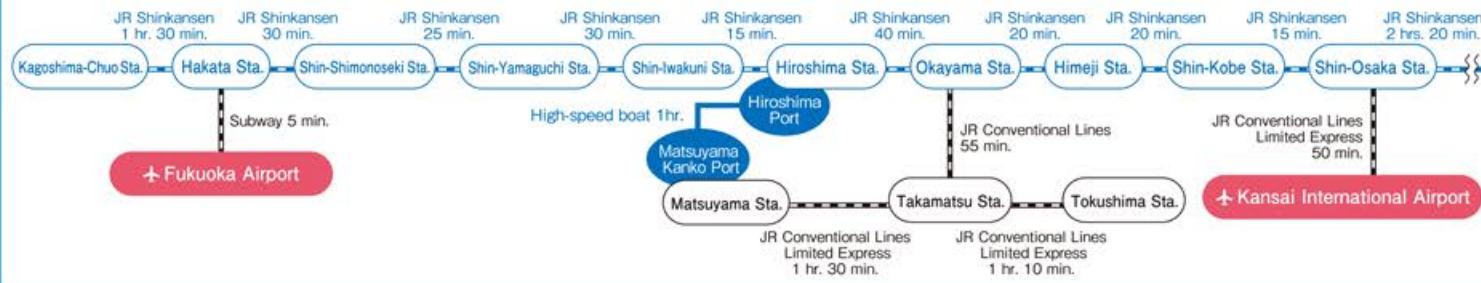 JR Shinkansen
1 hr. 30 min.
JR Shinkansen
30 min.
JR Shinkansen
25 min.
JR Shinkansen
30 min.
JR Shinkansen
15 min.
JR Shinkansen
40 min.
JR Shinkansen
20 min.
JR Shinkansen
20 min.
JR Shinkansen
15 min.
JR Shinkansen
2 hrs. 20 min.
Kagoshima-Chuo Sta.
Hakata Sta.
Shin-Shimonoseki Sta.
Shin-Yamaguchi Sta.
Shin-Iwakuni Sta.
Hiroshima Sta.
Okayama Sta.
Himeji Sta.
Shin-Kobe Sta.
Shin-Osaka Sta.
Subway 5 min.
Fukuoka Airport
High-speed boat 1hr.
Hiroshima
Port
Matsuyama
Kanko Port
JR Conventional Lines
55 min.
JR Conventional Lines
Limited Express
50 min.
Kansai International Airport
Matsuyama Sta.
Takamatsu Sta.
Tokushima Sta.
JR Conventional Lines
Limited Express
1 hr. 30 min.
JR Conventional Lines
Limited Express
1 hr. 10 min.